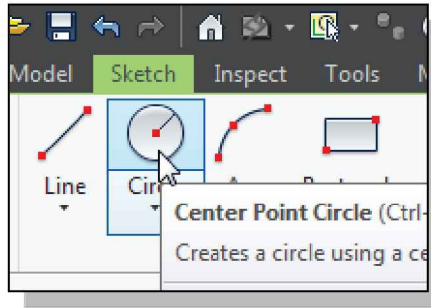 Model Sketch Inspect Tools
Line
Center Point Circle (Ctrl-
Creates a circle using a ce